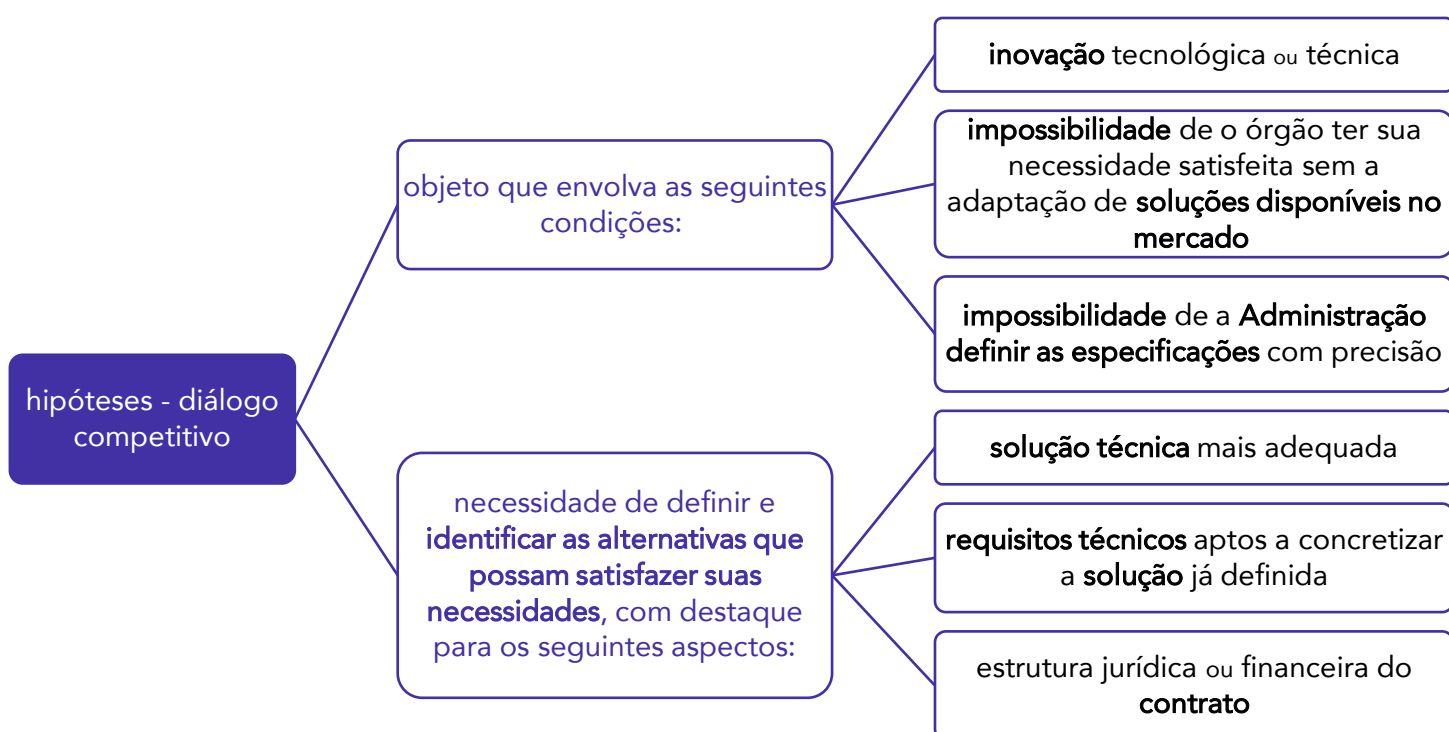 hipóteses - diálogo
competitivo
objeto que envolva as seguintes
condições:
inovação tecnológica ou técnica
impossibilidade de o órgão ter sua
necessidade satisfeita sem a
adaptação de soluções disponíveis no
mercado
impossibilidade de a Administração
definir as especificações com precisão
necessidade de definir e
identificar as alternativas que
possam satisfazer suas
necessidades, com destaque
para os seguintes aspectos:
solução técnica mais adequada
requisitos técnicos aptos a concretizar
a solução já definida
estrutura jurídica ou financeira do
contrato